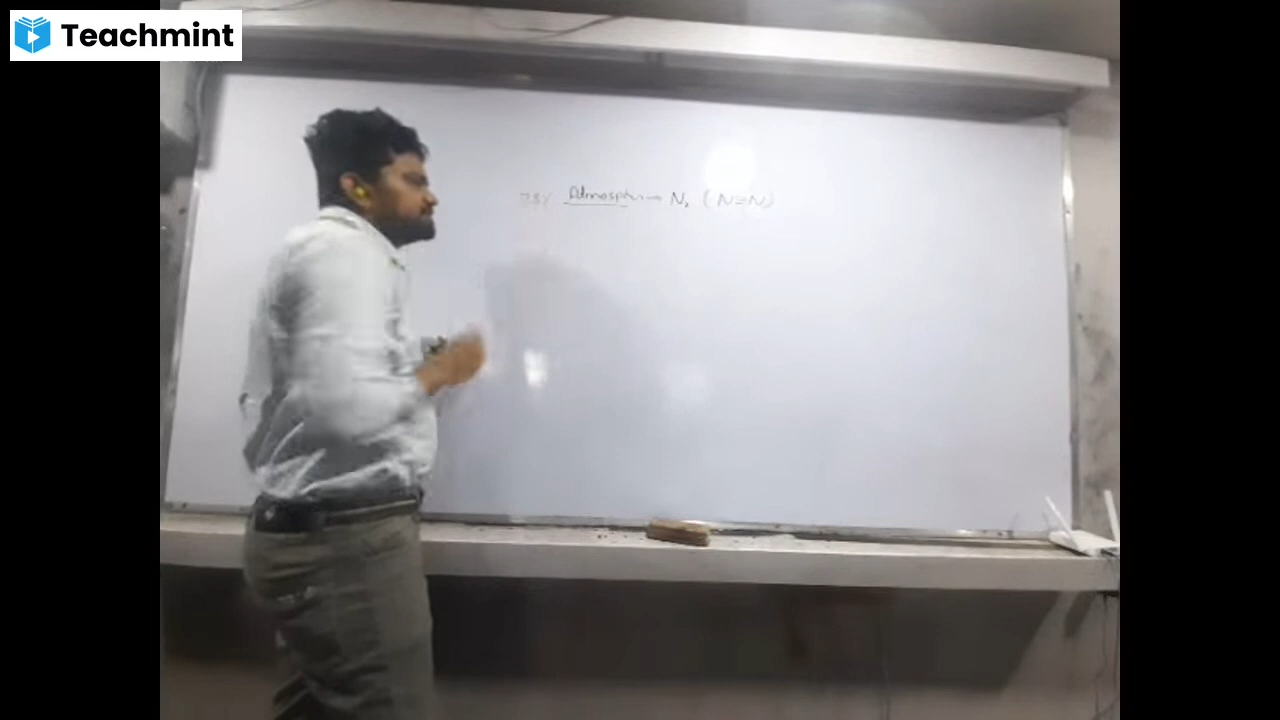 Teachmint
78% Atmosphere → N₂ (N≡N)